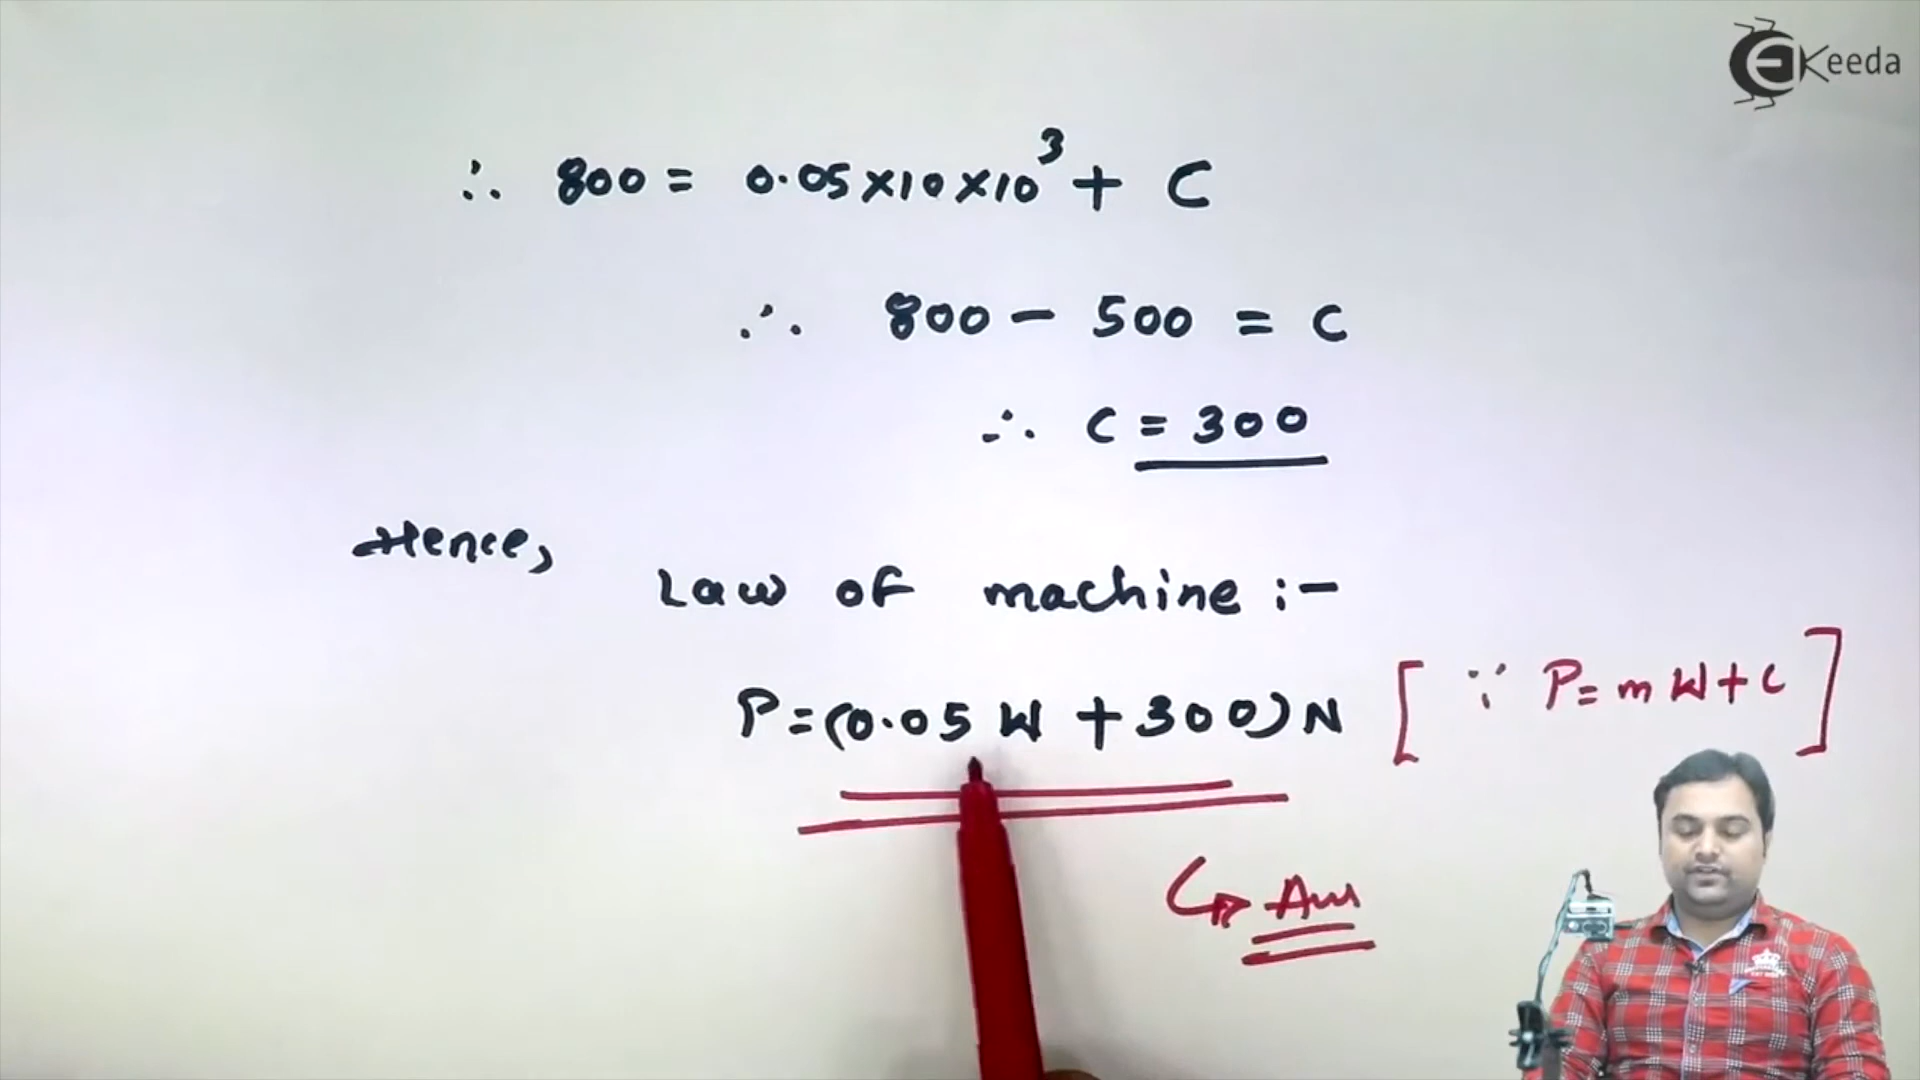 EKeeda
∴ 800 = 0.05×10×10³ + C
∴ 800 - 500 = C
∴ C = 300
Hence,
Law of machine :-
P=(0.05 W + 300) N [∵ P = mW+C]
Ans